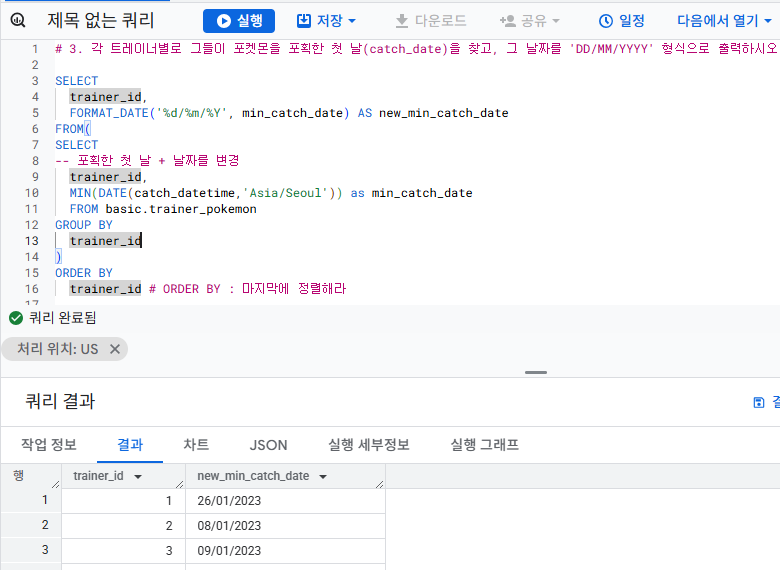 제목 없는 쿼리 실행 저장 다운로드 공유 일정 다음에서 열기
1 # 3. 각 트레이너별로 그들이 포켓몬을 포획한 첫 날(catch_date)을 찾고, 그 날짜를 'DD/MM/YYYY' 형식으로 출력하시오
2
3 SELECT
4 trainer_id,
5 FORMAT_DATE('%d/%m/%Y', min_catch_date) AS new_min_catch_date
6 FROM(
7 SELECT
8 -- 포획한 첫 날 + 날짜를 변경
9 trainer_id,
10 MIN(DATE(catch_datetime,'Asia/Seoul')) as min_catch_date
11 FROM basic.trainer_pokemon
12 GROUP BY
13 trainer_id
14 )
15 ORDER BY
16 trainer_id # ORDER BY : 마지막에 정렬해라
17
쿼리 완료됨
처리 위치: US
쿼리 결과
작업 정보 결과 차트 JSON 실행 세부정보 실행 그래프
행 trainer_id new_min_catch_date
1 1 26/01/2023
2 2 08/01/2023
3 3 09/01/2023